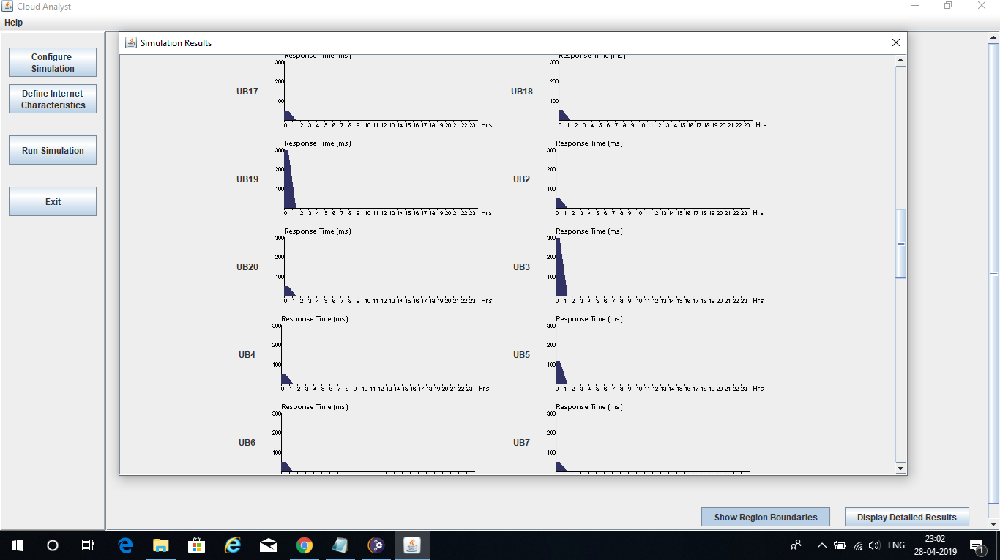 Cloud Analyst
Help
Configure
Simulation
Define Internet
Characteristics
Run Simulation
Exit
Simulation Results
Response Time (ms)
300
200
100
UB17
0 1 2 3 4 5 6 7 8 9 10 11 12 13 14 15 16 17 18 19 20 21 22 23 Hrs
Response Time (ms)
300
200
100
UB18
0 1 2 3 4 5 6 7 8 9 10 11 12 13 14 15 16 17 18 19 20 21 22 23 Hrs
Response Time (ms)
300
200
100
UB19
0 1 2 3 4 5 6 7 8 9 10 11 12 13 14 15 16 17 18 19 20 21 22 23 Hrs
Response Time (ms)
300
200
100
UB2
0 1 2 3 4 5 6 7 8 9 10 11 12 13 14 15 16 17 18 19 20 21 22 23 Hrs
Response Time (ms)
300
200
100
UB20
0 1 2 3 4 5 6 7 8 9 10 11 12 13 14 15 16 17 18 19 20 21 22 23 Hrs
Response Time (ms)
300
200
100
UB3
0 1 2 3 4 5 6 7 8 9 10 11 12 13 14 15 16 17 18 19 20 21 22 23 Hrs
Response Time (ms)
300
200
100
UB4
0 1 2 3 4 5 6 7 8 9 10 11 12 13 14 15 16 17 18 19 20 21 22 23 Hrs
Response Time (ms)
300
200
100
UB5
0 1 2 3 4 5 6 7 8 9 10 11 12 13 14 15 16 17 18 19 20 21 22 23 Hrs
Response Time (ms)
300
200
100
UB6
Response Time (ms)
300
200
100
UB7
Show Region Boundaries
Display Detailed Results
ENG
23:02
28-04-2019
1